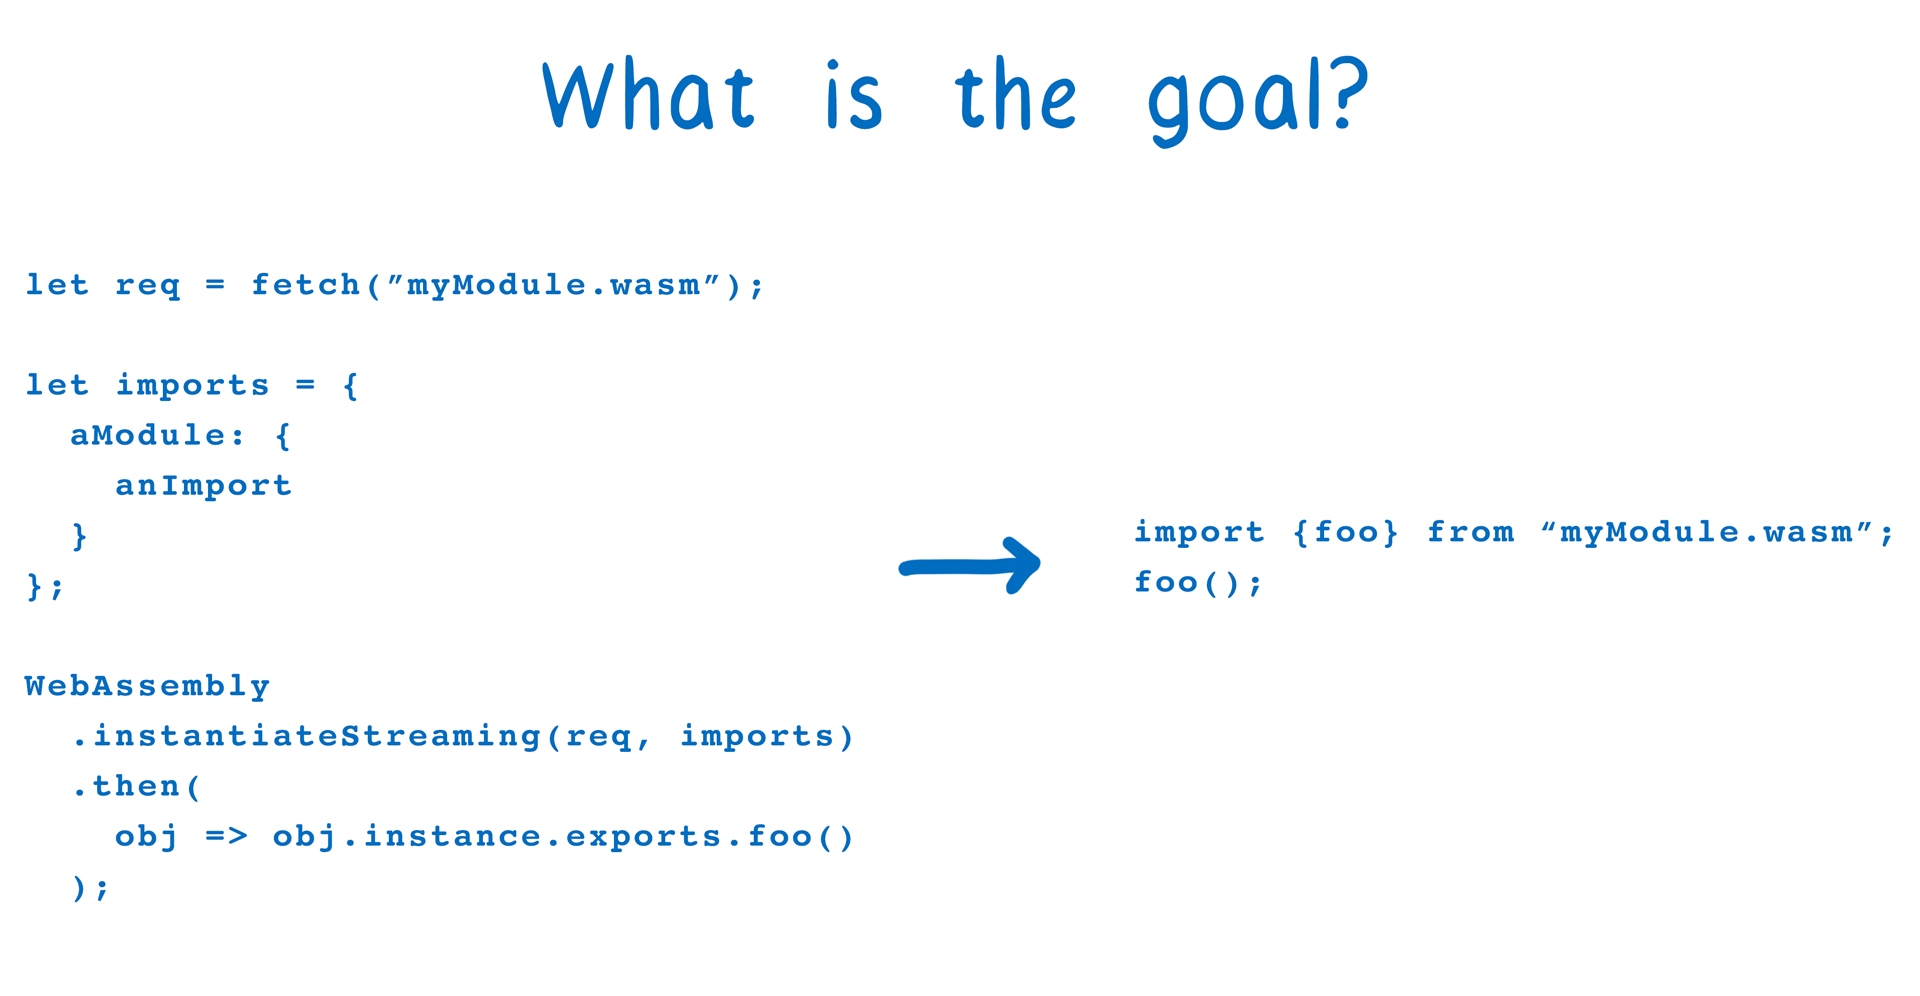 What is the goal?
let req = fetch(”myModule.wasm”);
let imports = {
  aModule: {
    anImport
  }
};
WebAssembly
  .instantiateStreaming(req, imports)
  .then(
    obj => obj.instance.exports.foo()
  );
import {foo} from “myModule.wasm”;
foo();